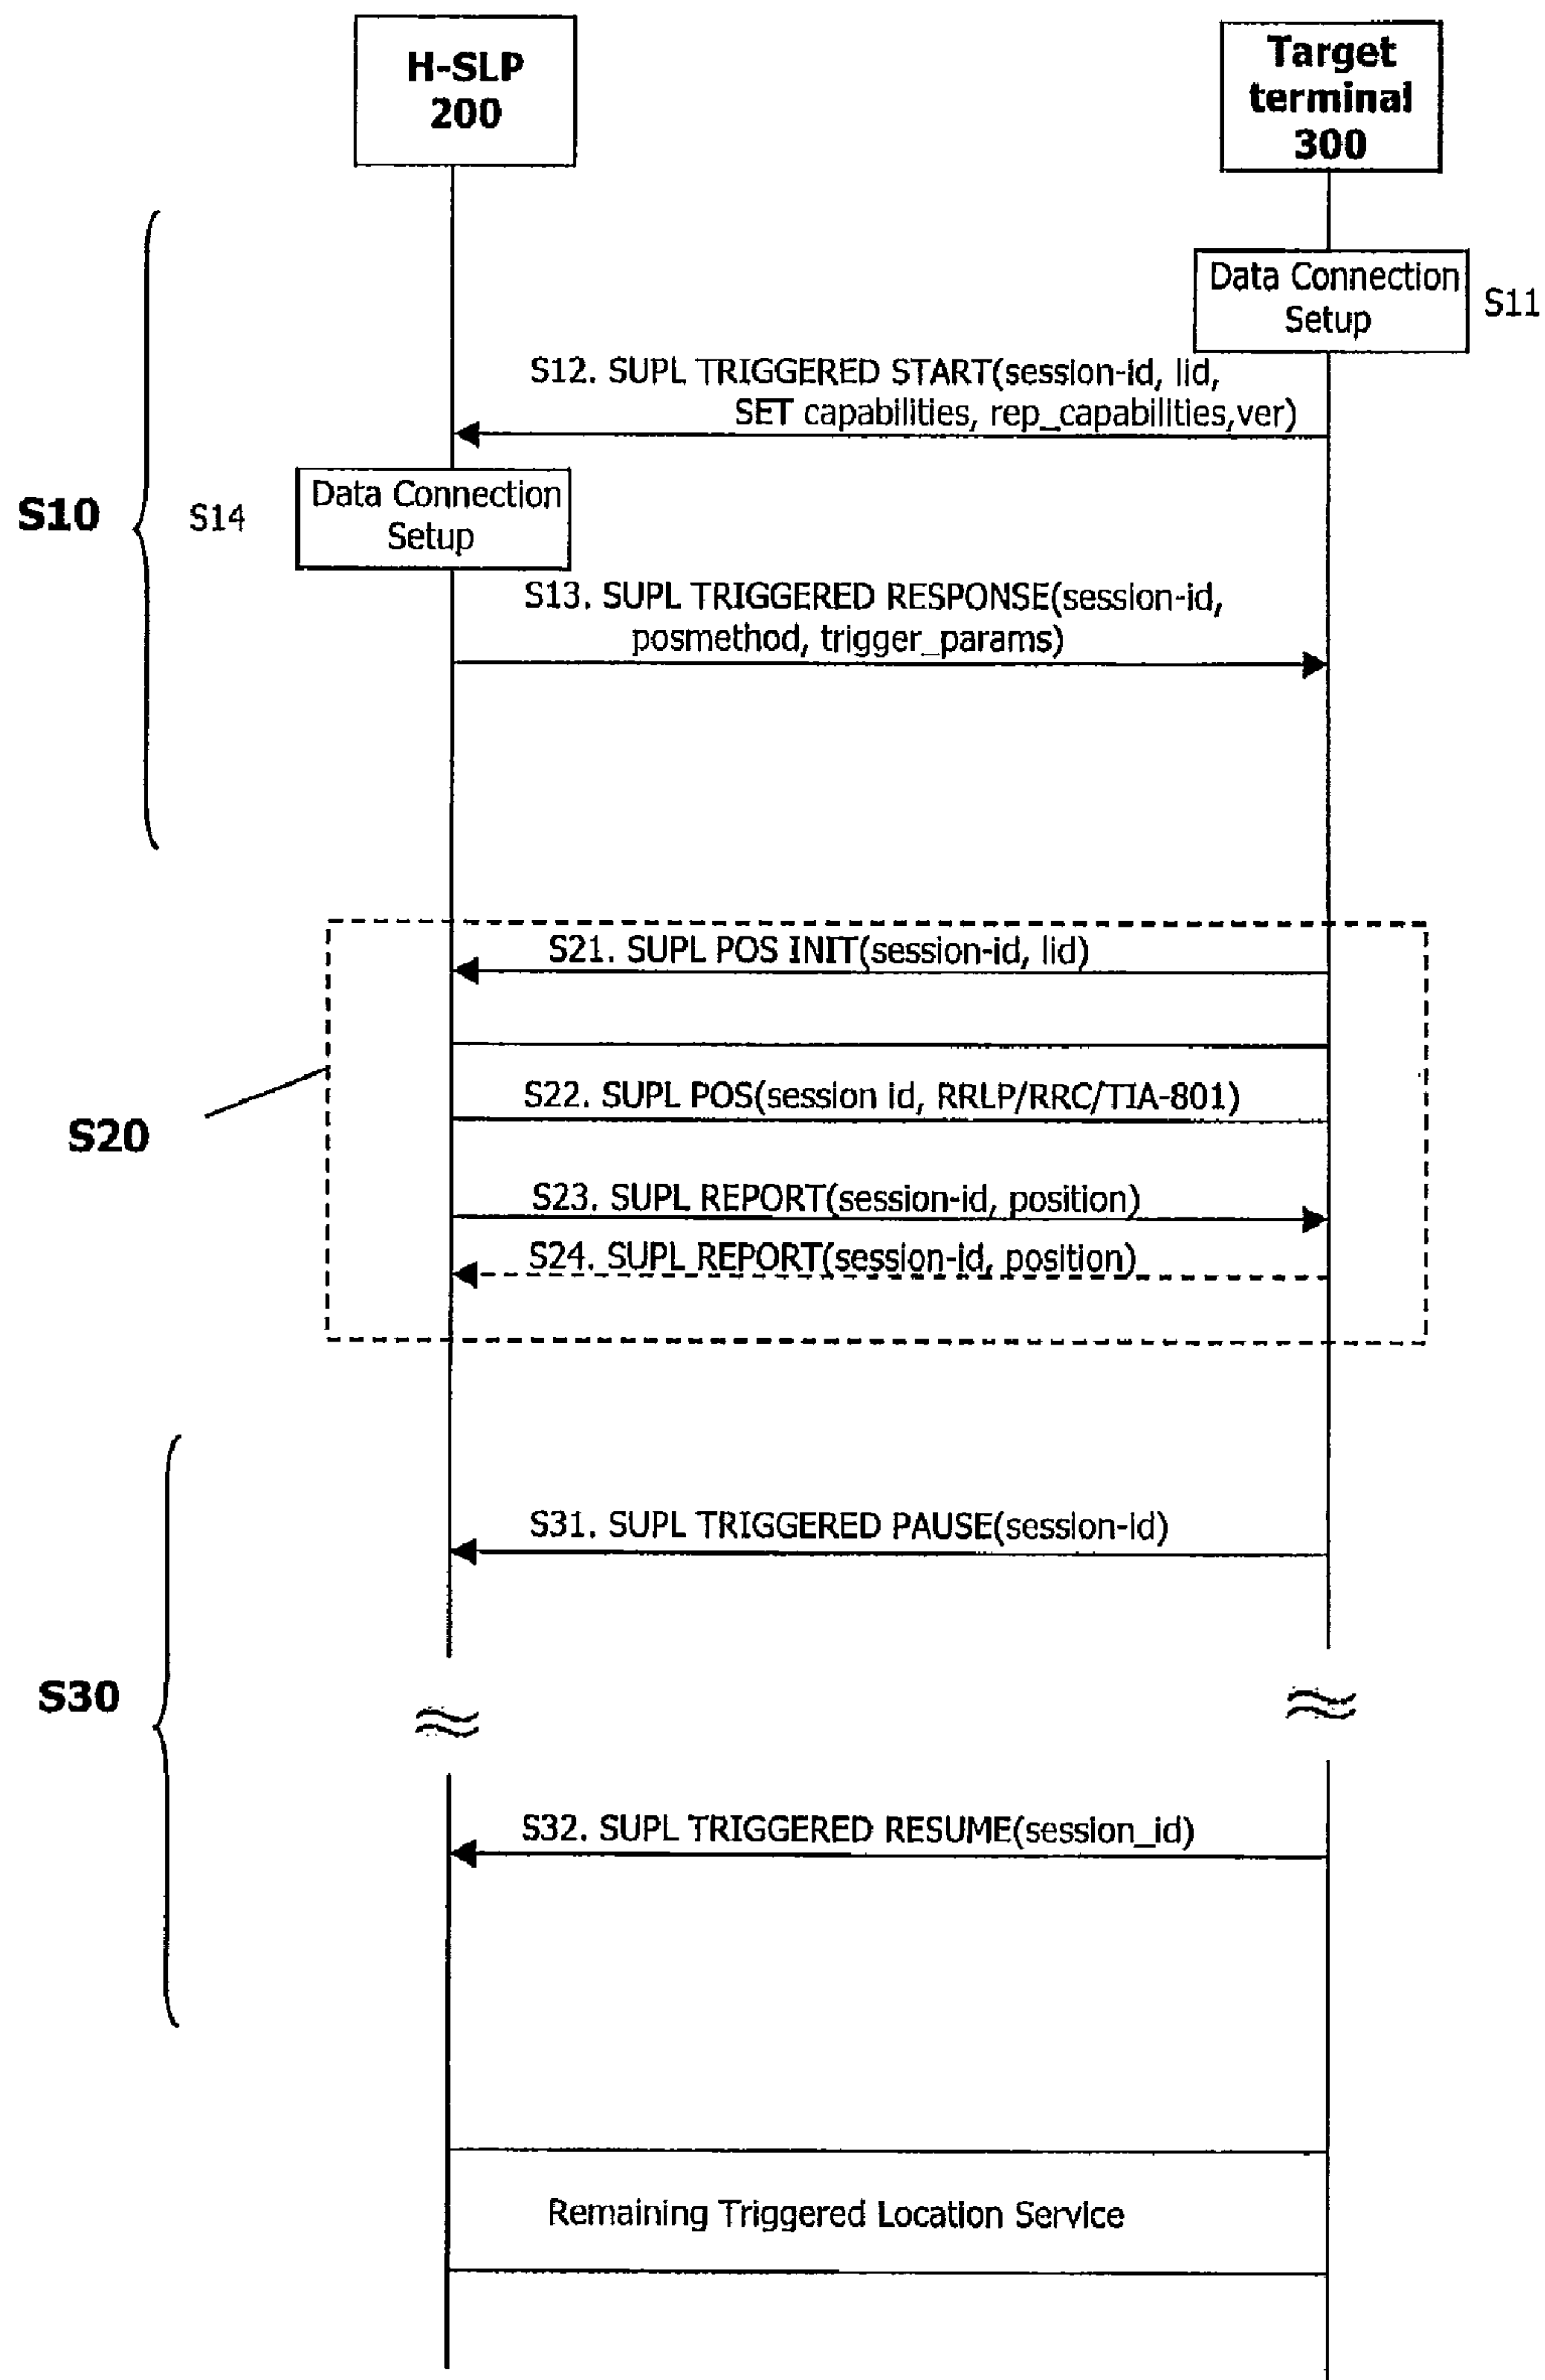 H-SLP
200
Target
terminal
300
Data Connection
Setup
S11
S12. SUPL TRIGGERED START(session-id, lid,
SET capabilities, rep_capabilities,ver)
S10
S14
Data Connection
Setup
S13. SUPL TRIGGERED RESPONSE(session-id,
posmethod, trigger_params)
S21. SUPL POS INIT(session-id, lid)
S22. SUPL POS(session id, RRLP/RRC/TIA-801)
S20
S23. SUPL REPORT(session-id, position)
S24. SUPL REPORT(session-id, position)
S31. SUPL TRIGGERED PAUSE(session-id)
S30
S32. SUPL TRIGGERED RESUME(session_id)
Remaining Triggered Location Service